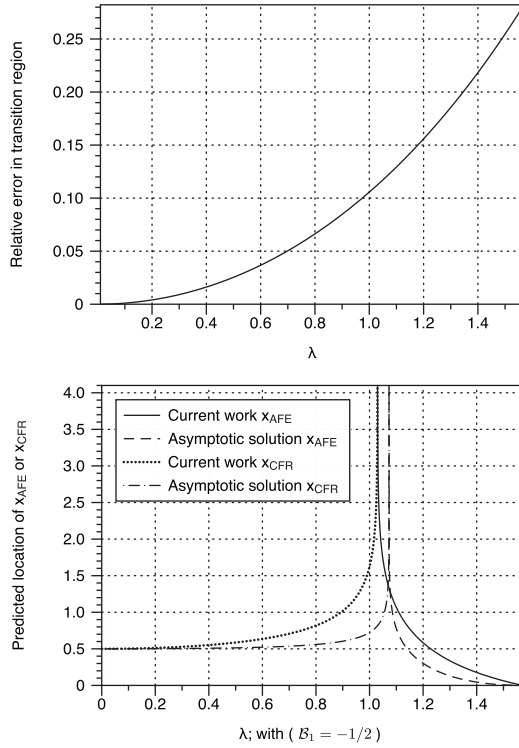 Relative error in transition region
0.25
0.20
0.15
0.10
0.05
0
0.2 0.4 0.6 0.8 1.0 1.2 1.4
λ
Predicted location of x_AFE or x_CFR
4.0
3.5
3.0
2.5
2.0
1.5
1.0
0.5
0
Current work x_AFE
Asymptotic solution x_AFE
Current work x_CFR
Asymptotic solution x_CFR
0 0.2 0.4 0.6 0.8 1.0 1.2 1.4
λ; with ( ℬ₁ = −1/2 )